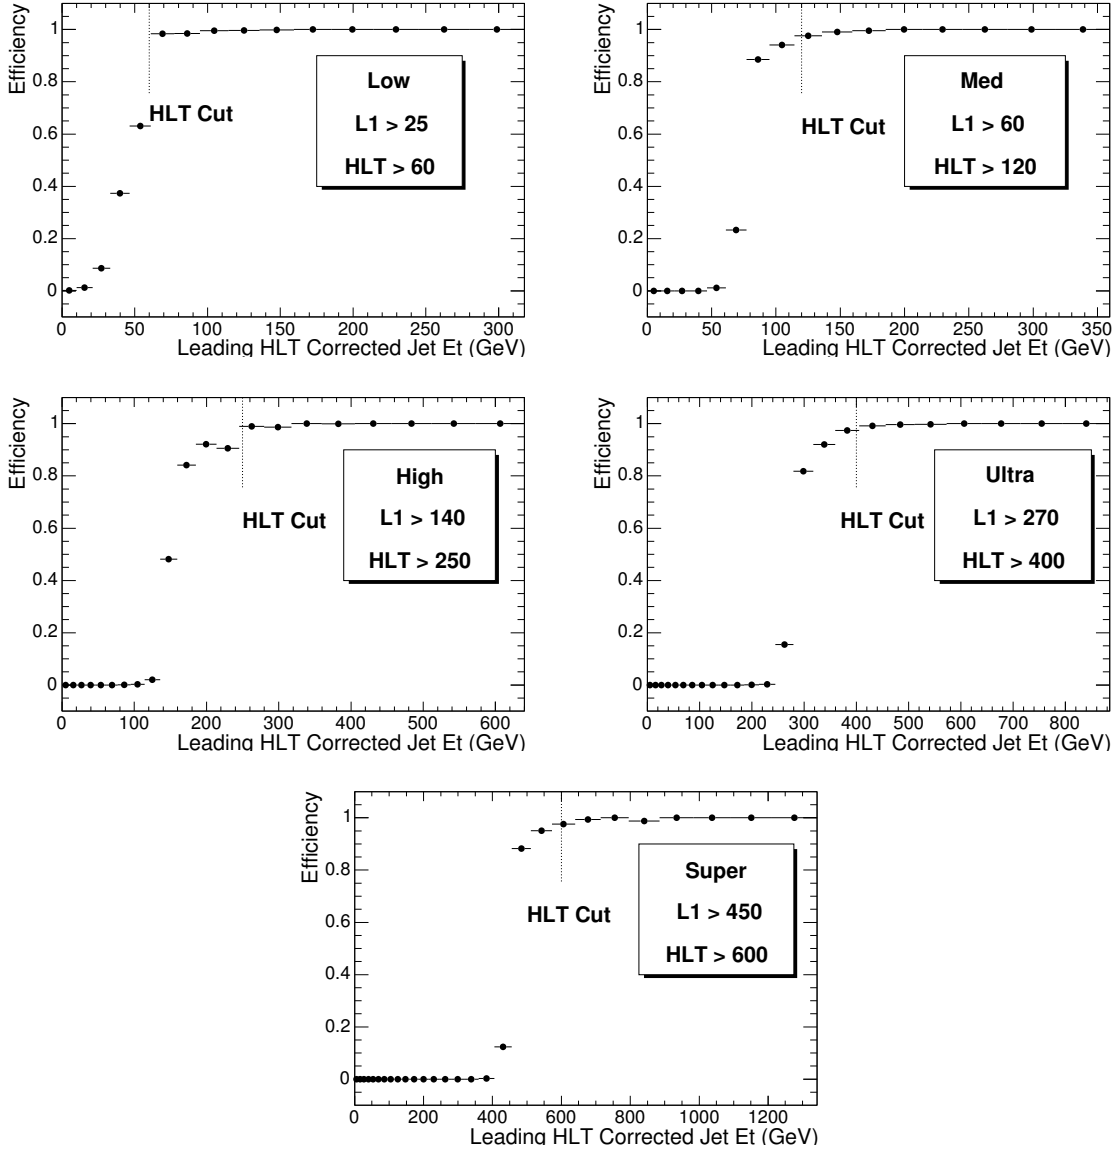 Efficiency
1
0.8
0.6
0.4
0.2
0
HLT Cut
Low
L1 > 25
HLT > 60
0 50 100 150 200 250 300
Leading HLT Corrected Jet Et (GeV)
Efficiency
1
0.8
0.6
0.4
0.2
0
HLT Cut
Med
L1 > 60
HLT > 120
0 50 100 150 200 250 300 350
Leading HLT Corrected Jet Et (GeV)
Efficiency
1
0.8
0.6
0.4
0.2
0
HLT Cut
High
L1 > 140
HLT > 250
0 100 200 300 400 500 600
Leading HLT Corrected Jet Et (GeV)
Efficiency
1
0.8
0.6
0.4
0.2
0
HLT Cut
Ultra
L1 > 270
HLT > 400
0 100 200 300 400 500 600 700 800
Leading HLT Corrected Jet Et (GeV)
Efficiency
1
0.8
0.6
0.4
0.2
0
HLT Cut
Super
L1 > 450
HLT > 600
0 200 400 600 800 1000 1200
Leading HLT Corrected Jet Et (GeV)